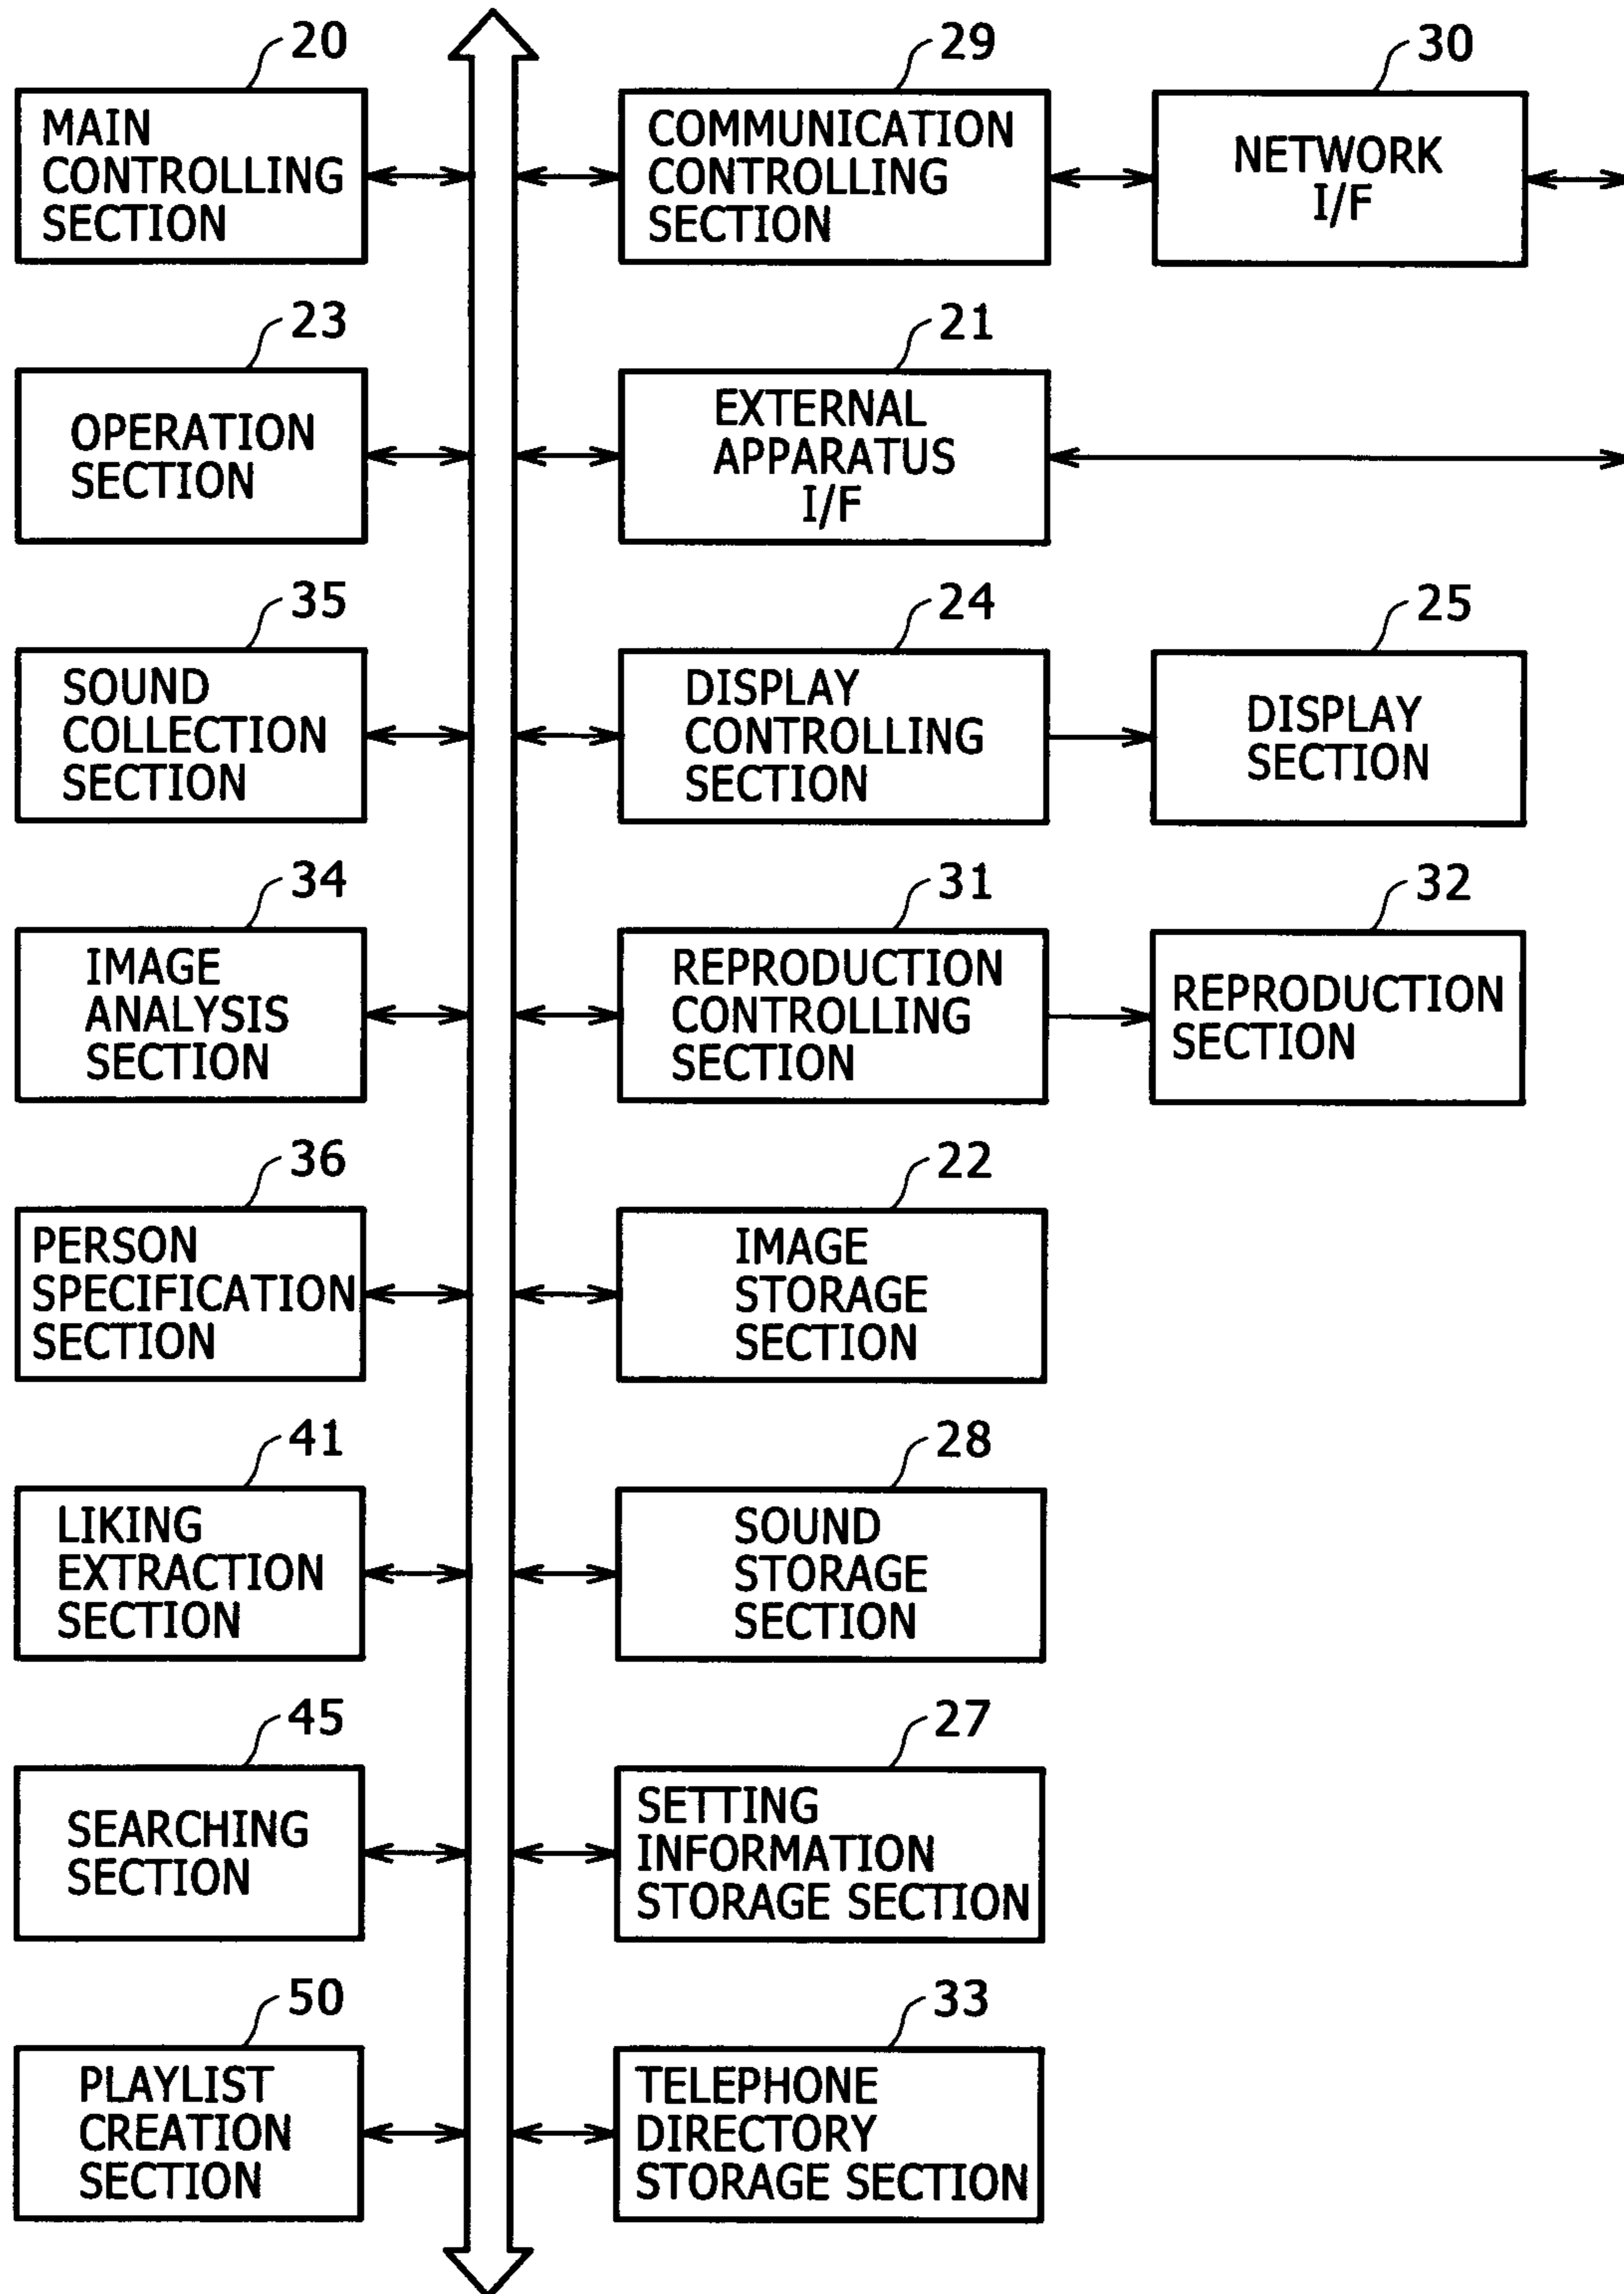 20
MAIN
CONTROLLING
SECTION
29
COMMUNICATION
CONTROLLING
SECTION
30
NETWORK
I/F
23
OPERATION
SECTION
21
EXTERNAL
APPARATUS
I/F
35
SOUND
COLLECTION
SECTION
24
DISPLAY
CONTROLLING
SECTION
25
DISPLAY
SECTION
34
IMAGE
ANALYSIS
SECTION
31
REPRODUCTION
CONTROLLING
SECTION
32
REPRODUCTION
SECTION
36
PERSON
SPECIFICATION
SECTION
22
IMAGE
STORAGE
SECTION
41
LIKING
EXTRACTION
SECTION
28
SOUND
STORAGE
SECTION
45
SEARCHING
SECTION
27
SETTING
INFORMATION
STORAGE SECTION
50
PLAYLIST
CREATION
SECTION
33
TELEPHONE
DIRECTORY
STORAGE SECTION